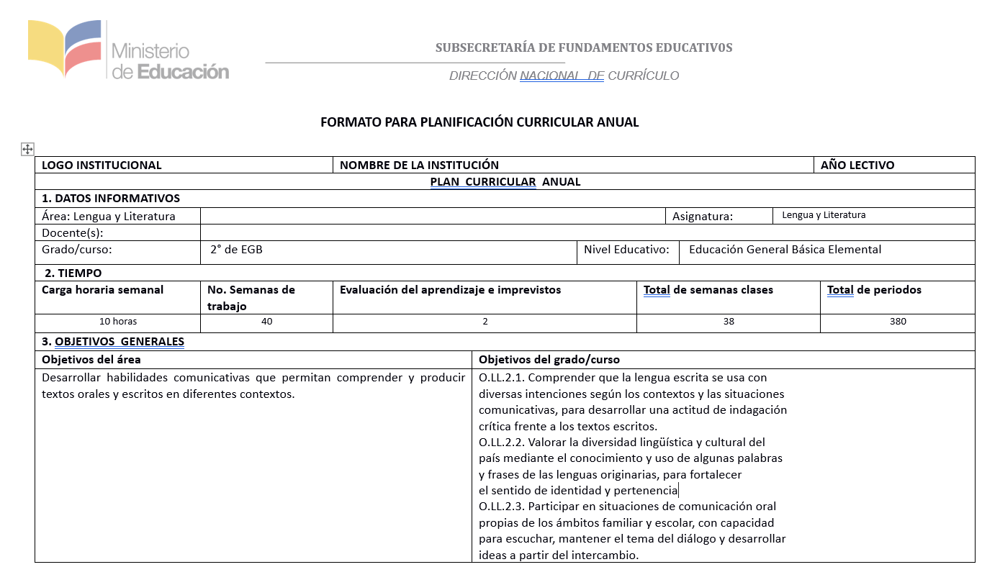 Ministerio
de Educación
SUBSECRETARÍA DE FUNDAMENTOS EDUCATIV0S
DIRECCIÓN NACIONAL DE CURRÍCULO
FORMATO PARA PLANIFICACIÓN CURRICULAR ANUAL
LOGO INSTITUCIONAL NOMBRE DE LA INSTITUCIÓN AÑO LECTIVO
PLAN CURRICULAR ANUAL
1. DATOS INFORMATIVOS
Área: Lengua y Literatura Asignatura: Lengua y Literatura
Docente(s):
Grado/curso: 2° de EGB Nivel Educativo: Educación General Básica Elemental
2. TIEMPO
Carga horaria semanal No. Semanas de trabajo Evaluación del aprendizaje e imprevistos Total de semanas clases Total de periodos
10 horas 40 2 38 380
3. OBJETIVOS GENERALES
Objetivos del área Objetivos del grado/curso
Desarrollar habilidades comunicativas que permitan comprender y producir
textos orales y escritos en diferentes contextos.
O.LL.2.1. Comprender que la lengua escrita se usa con
diversas intenciones según los contextos y las situaciones
comunicativas, para desarrollar una actitud de indagación
crítica frente a los textos escritos.
O.LL.2.2. Valorar la diversidad lingüística y cultural del
país mediante el conocimiento y uso de algunas palabras
y frases de las lenguas originarias, para fortalecer
el sentido de identidad y pertenencia
O.LL.2.3. Participar en situaciones de comunicación oral
propias de los ámbitos familiar y escolar, con capacidad
para escuchar, mantener el tema del diálogo y desarrollar
ideas a partir del intercambio.